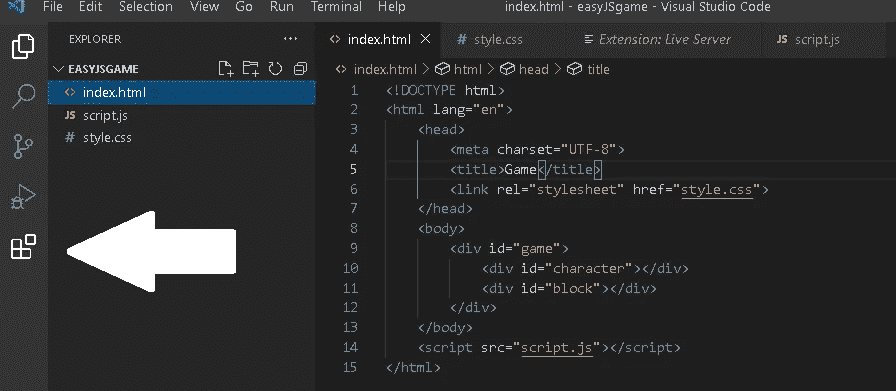 File Edit Selection View Go Run Terminal Help index.html - easyJSgame - Visual Studio Code
EXPLORER ...
EASYJSGAME
<> index.html
JS script.js
# style.css
<> index.html × # style.css Extension: Live Server JS script.js
<> index.html > html > head > title
1 <!DOCTYPE html>
2 <html lang="en">
3 <head>
4 <meta charset="UTF-8">
5 <title>Game</title>
6 <link rel="stylesheet" href="style.css">
7 </head>
8 <body>
9 <div id="game">
10 <div id="character"></div>
11 <div id="block"></div>
12 </div>
13 </body>
14 <script src="script.js"></script>
15 </html>